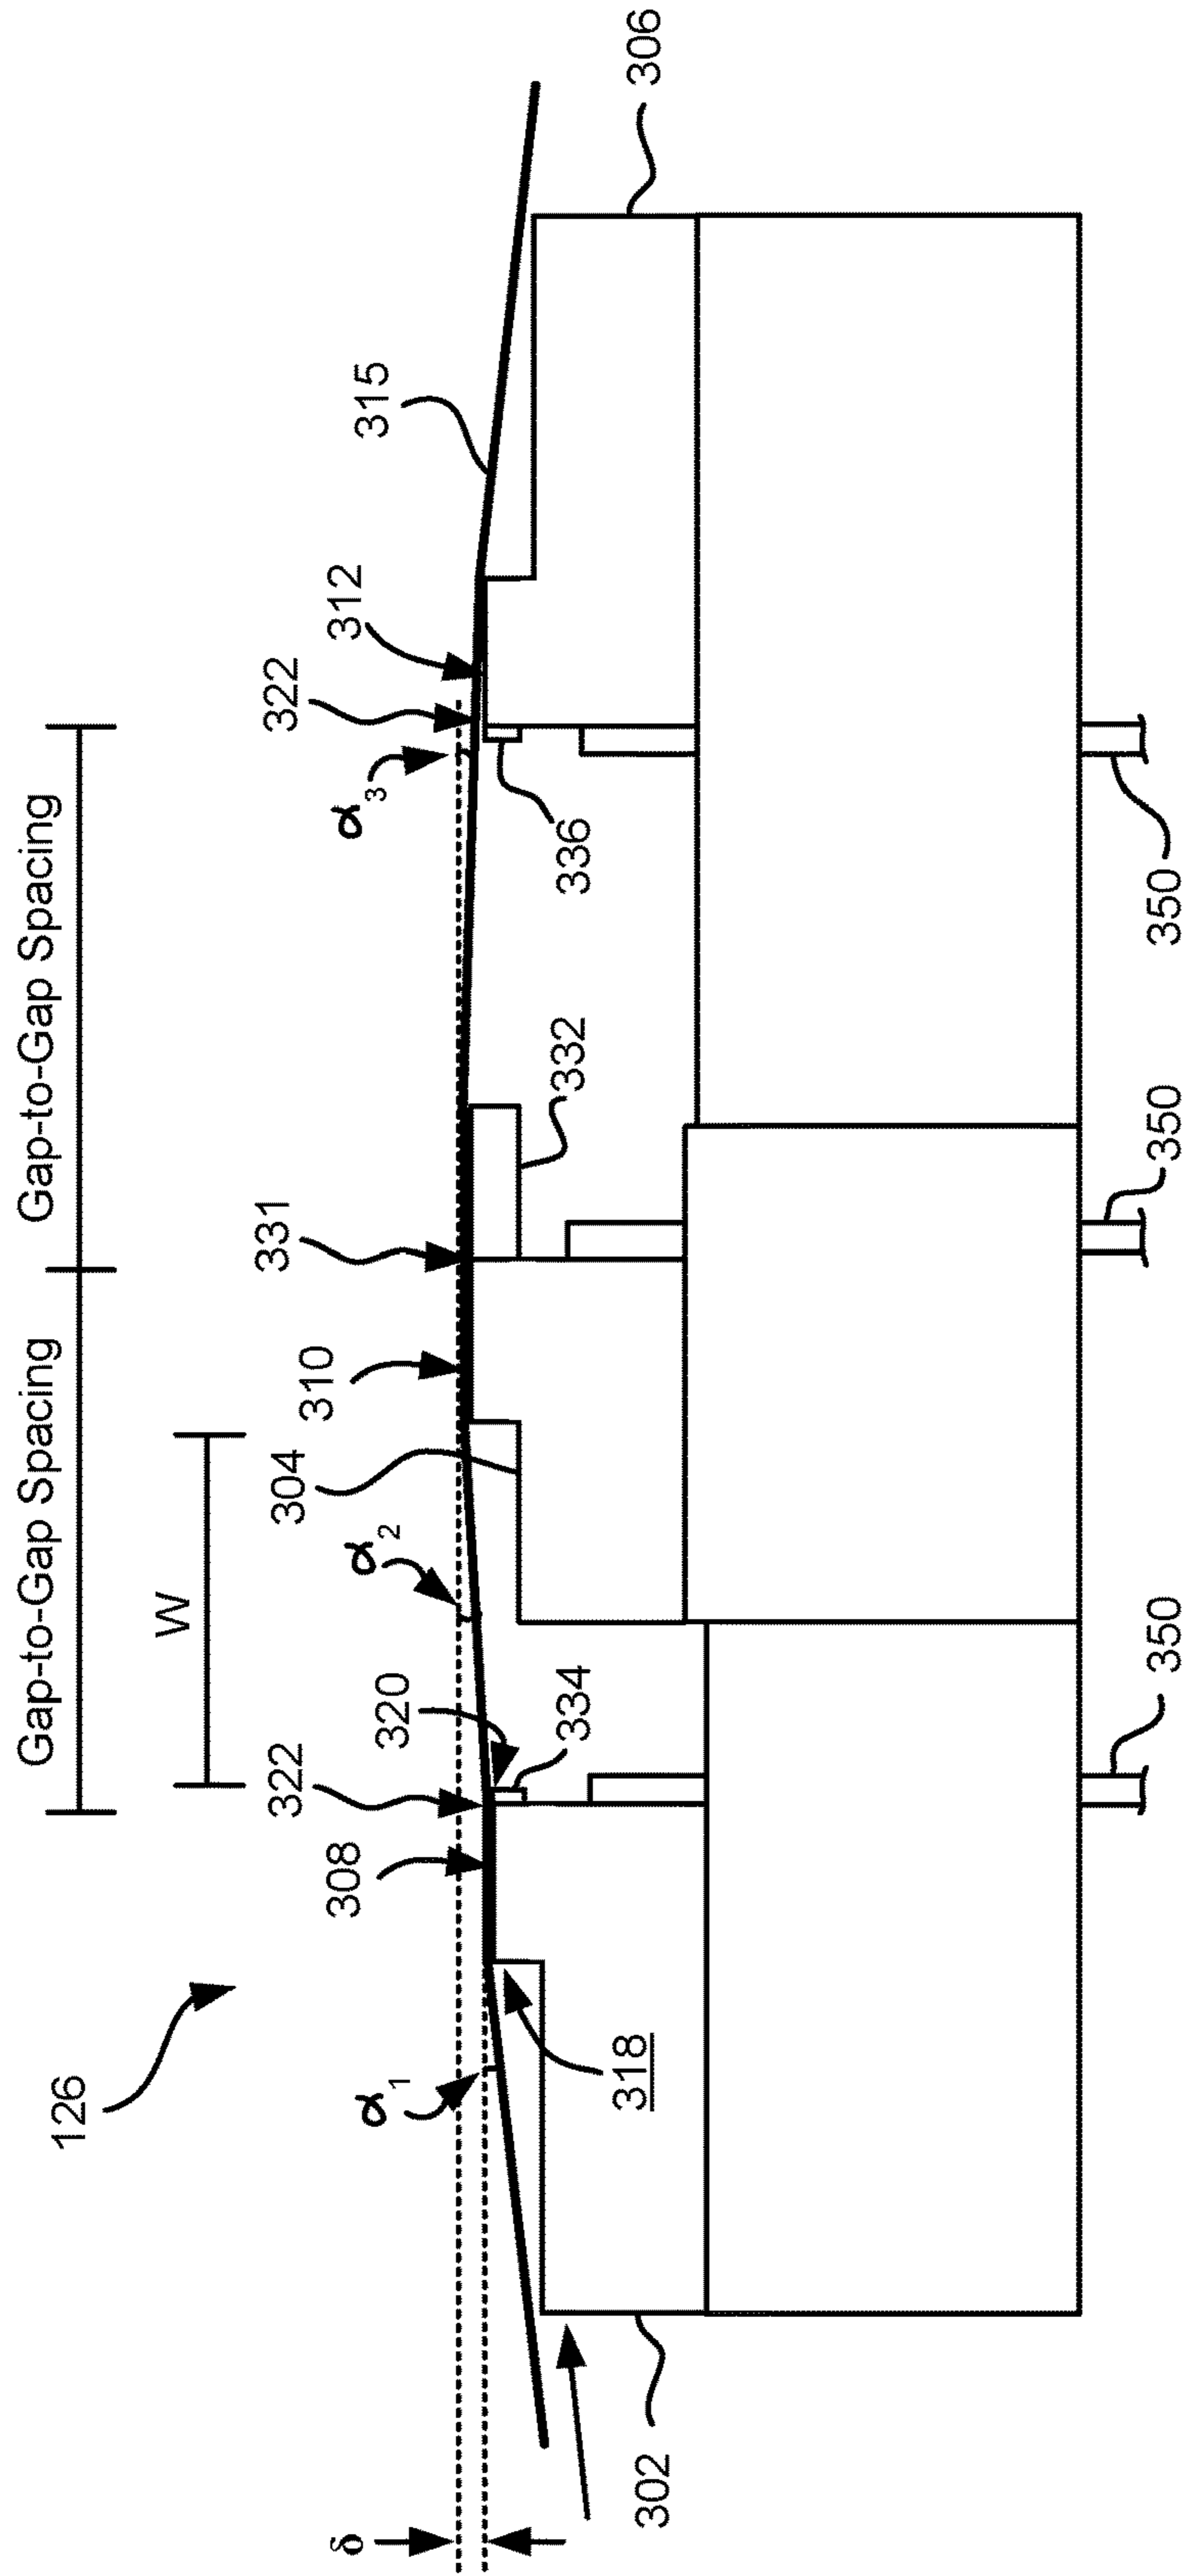 Gap-to-Gap Spacing
Gap-to-Gap Spacing
W
126
δ
α1
308
322
320
334
α2
304
310
331
332
α3
322
312
336
315
306
318
302
350
350
350